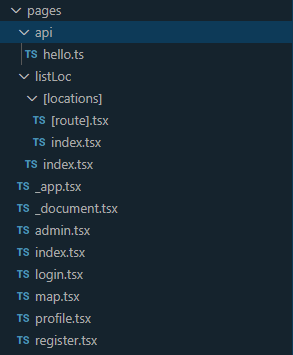 pages
api
TS hello.ts
listLoc
[locations]
TS [route].tsx
TS index.tsx
TS index.tsx
TS _app.tsx
TS _document.tsx
TS admin.tsx
TS index.tsx
TS login.tsx
TS map.tsx
TS profile.tsx
TS register.tsx